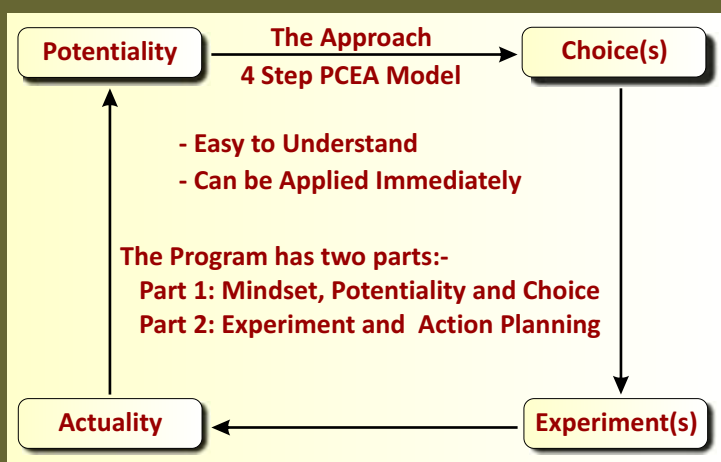 Potentiality
The Approach
4 Step PCEA Model
Choice(s)
- Easy to Understand
- Can be Applied Immediately
The Program has two parts:-
Part 1: Mindset, Potentiality and Choice
Part 2: Experiment and Action Planning
Actuality
Experiment(s)